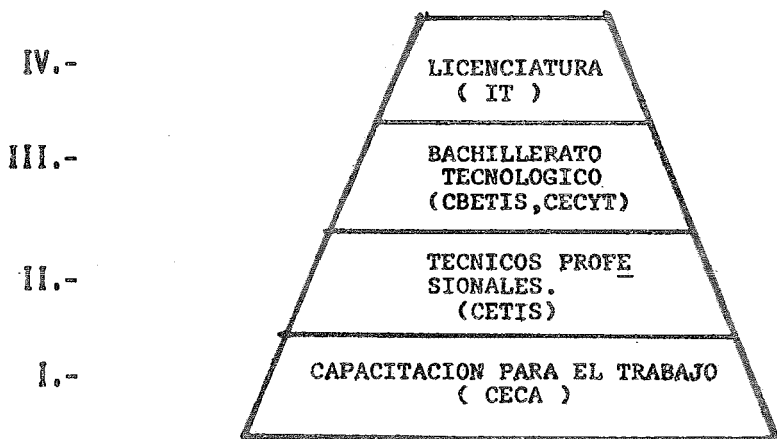 IV.-
LICENCIATURA
( IT )
III.-
BACHILLERATO
TECNOLOGICO
(CBETIS,CECYT)
II.-
TECNICOS PROFE
SIONALES.
(CETIS)
I.-
CAPACITACION PARA EL TRABAJO
( CECA )